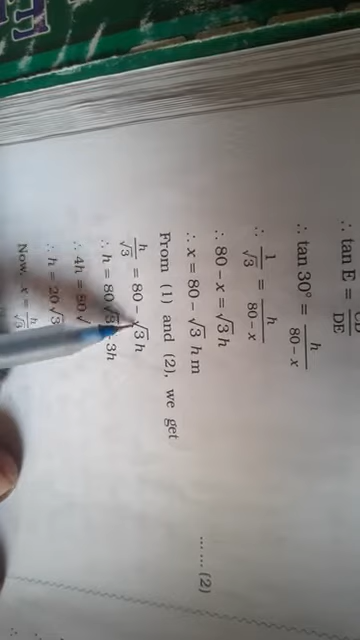 ∴ tan E = CD/DE
∴ tan 30° = h/(80 – x)
∴ 1/√3 = h/(80 – x)
∴ 80 – x = √3 h
∴ x = 80 – √3 h m ...... (2)
From (1) and (2), we get
h/√3 = 80 – √3 h
∴ h = 80 √3 – 3h
∴ 4h = 80 √
∴ h = 20 √3
Now, x = h/√3